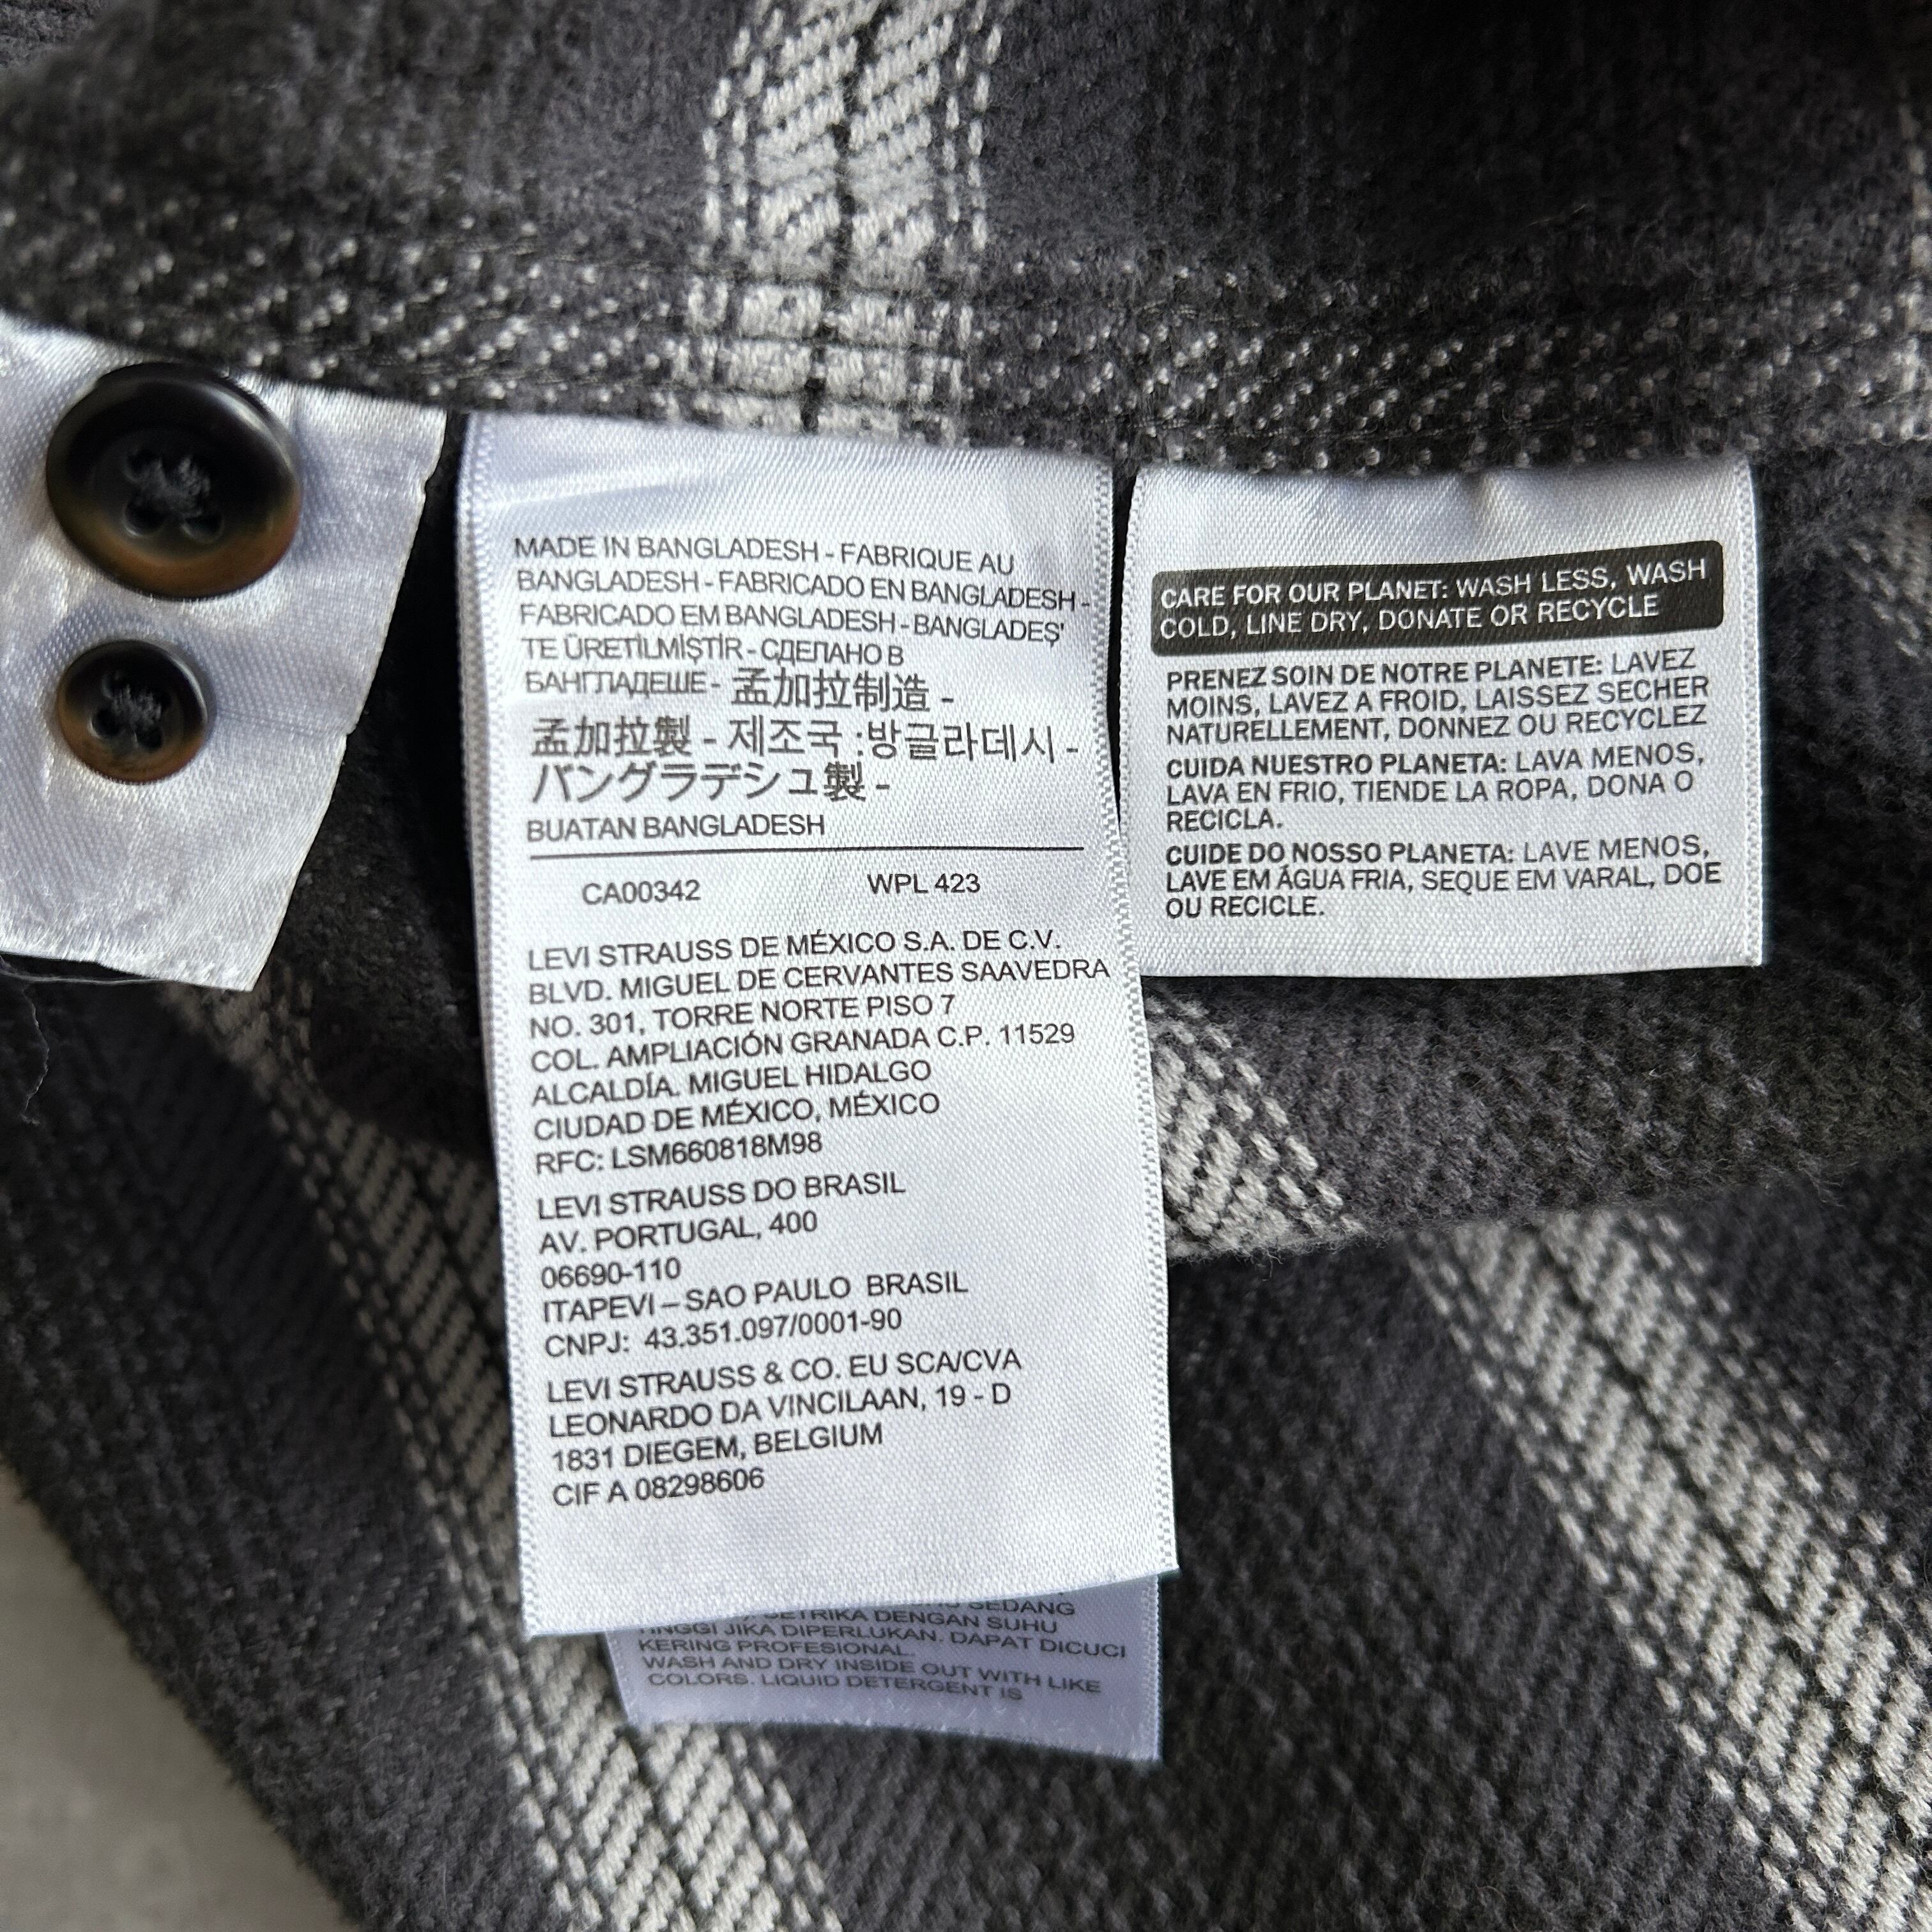 MADE IN BANGLADESH - FABRIQUE AU
BANGLADESH - FABRICADO EN BANGLADESH -
FABRICADO EM BANGLADESH - BANGLADEŞ'
TE ÜRETİLMİŞTİR - СДЕЛАНО В
БАНГЛАДЕШЕ - 孟加拉制造 -
孟加拉製 - 제조국 :방글라데시 -
バングラデシュ製 -
BUATAN BANGLADESH
CA00342 WPL 423
LEVI STRAUSS DE MÉXICO S.A. DE C.V.
BLVD. MIGUEL DE CERVANTES SAAVEDRA
NO. 301, TORRE NORTE PISO 7
COL. AMPLIACIÓN GRANADA C.P. 11529
ALCALDÍA. MIGUEL HIDALGO
CIUDAD DE MÉXICO, MÉXICO
RFC: LSM660818M98
LEVI STRAUSS DO BRASIL
AV. PORTUGAL, 400
06690-110
ITAPEVI – SAO PAULO BRASIL
CNPJ: 43.351.097/0001-90
LEVI STRAUSS & CO. EU SCA/CVA
LEONARDO DA VINCILAAN, 19 - D
1831 DIEGEM, BELGIUM
CIF A 08298606
SEDANG
SETRIKA DENGAN SUHU
TINGGI JIKA DIPERLUKAN. DAPAT DICUCI
KERING PROFESIONAL.
WASH AND DRY INSIDE OUT WITH LIKE
COLORS. LIQUID DETERGENT IS
CARE FOR OUR PLANET: WASH LESS, WASH
COLD, LINE DRY, DONATE OR RECYCLE
PRENEZ SOIN DE NOTRE PLANETE: LAVEZ
MOINS, LAVEZ A FROID, LAISSEZ SECHER
NATURELLEMENT, DONNEZ OU RECYCLEZ
CUIDA NUESTRO PLANETA: LAVA MENOS,
LAVA EN FRIO, TIENDE LA ROPA, DONA O
RECICLA.
CUIDE DO NOSSO PLANETA: LAVE MENOS,
LAVE EM ÁGUA FRIA, SEQUE EM VARAL, DOE
OU RECICLE.